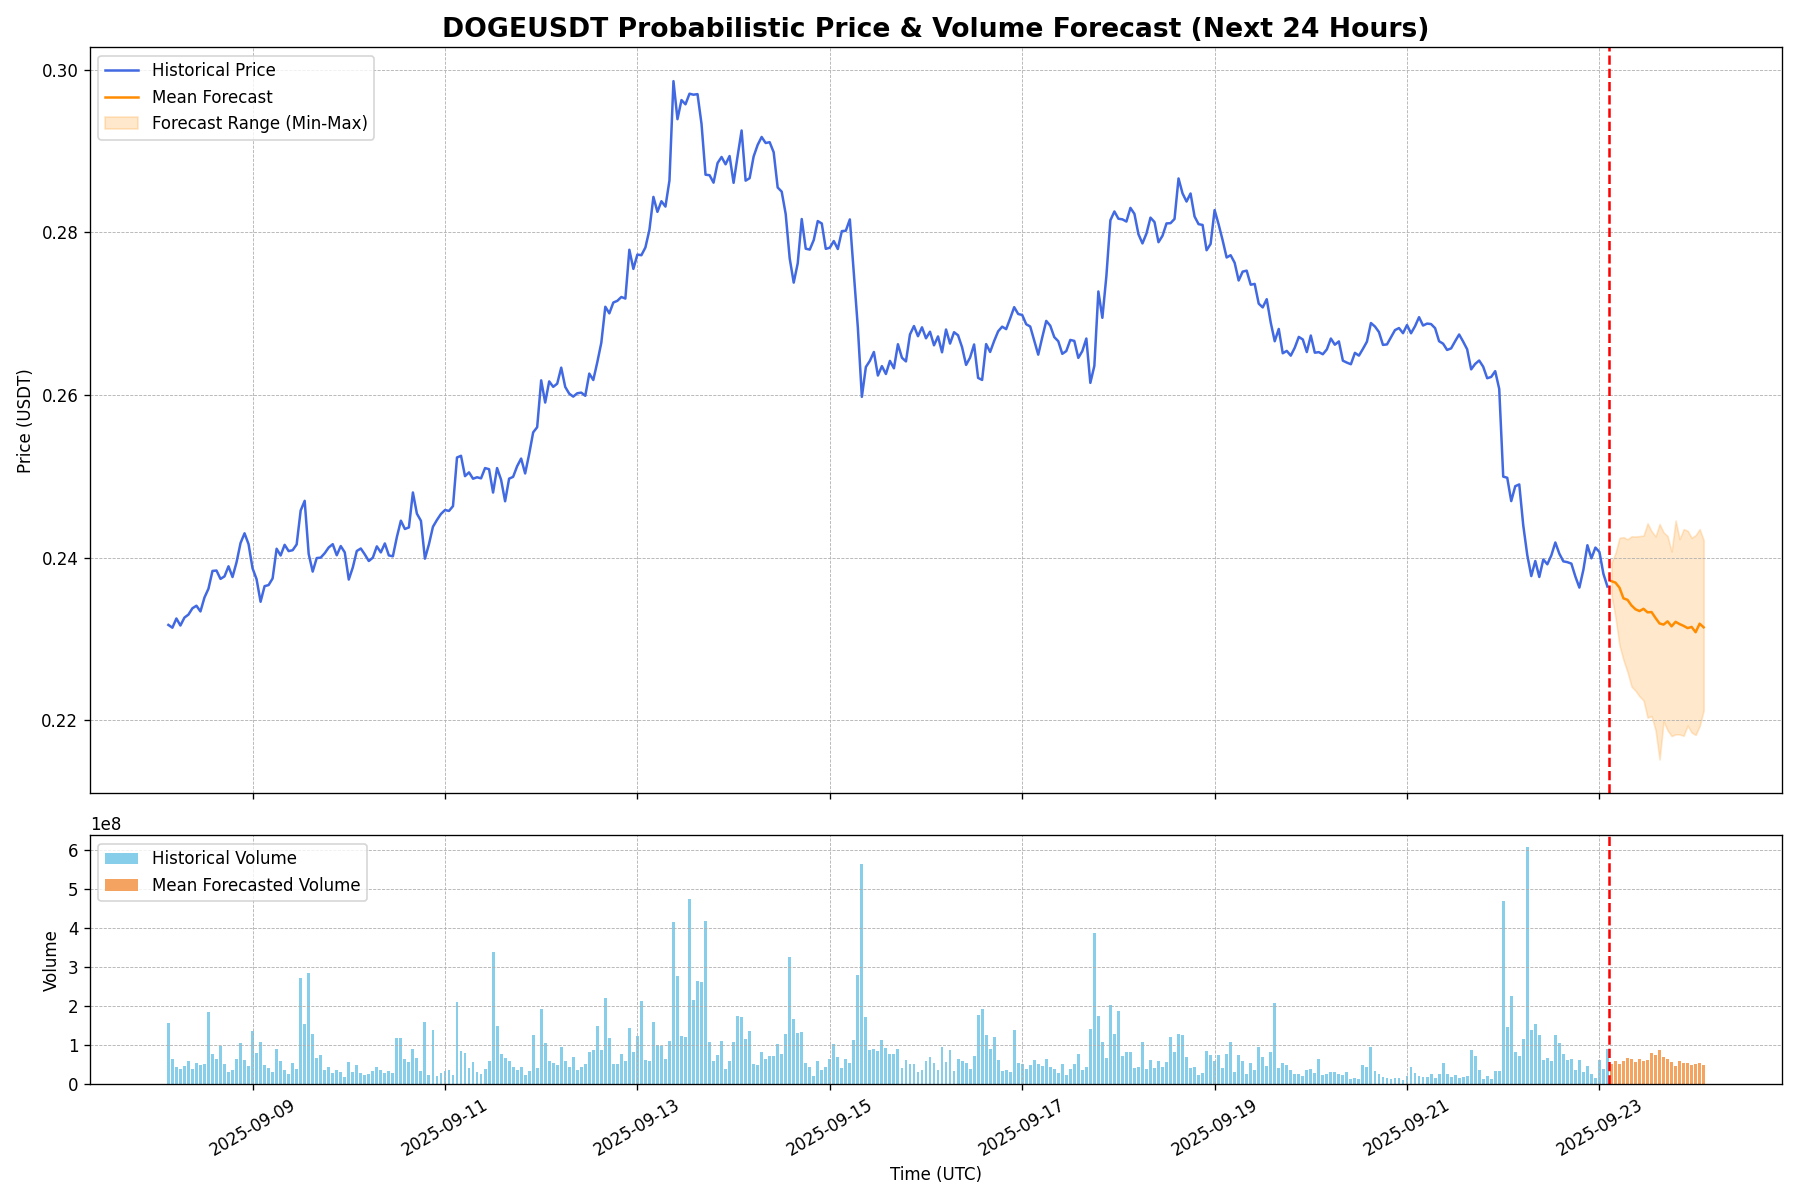 DOGEUSDT Probabilistic Price & Volume Forecast (Next 24 Hours)
Historical Price
Mean Forecast
Forecast Range (Min-Max)
Price (USDT)
0.30
0.28
0.26
0.24
0.22
1e8
Historical Volume
Mean Forecasted Volume
Volume
6
5
4
3
2
1
0
2025-09-09
2025-09-11
2025-09-13
2025-09-15
2025-09-17
2025-09-19
2025-09-21
2025-09-23
Time (UTC)